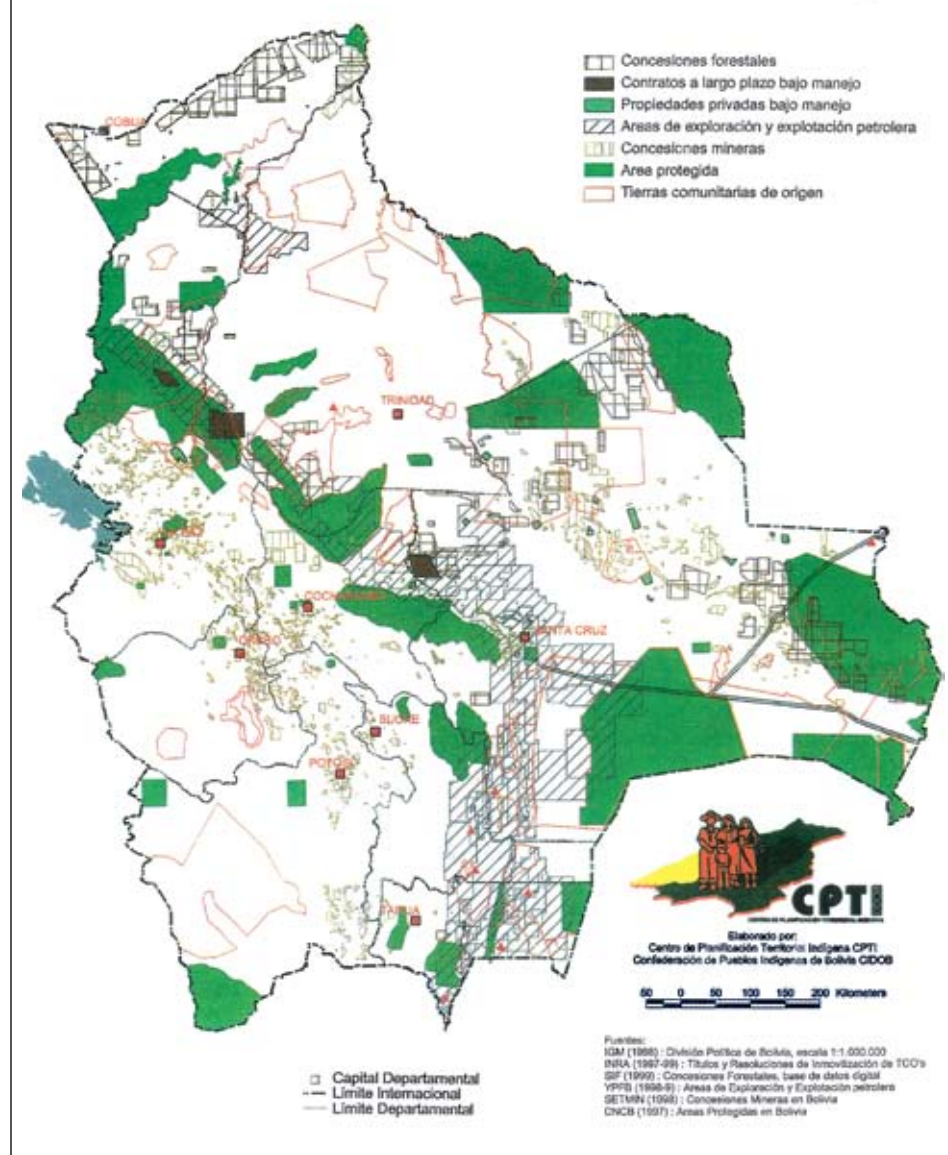 Concesiones forestales
Contratos a largo plazo bajo manejo
Propiedades privadas bajo manejo
Areas de exploración y explotación petrolera
Concesiones mineras
Area protegida
Tierras comunitarias de origen
COBIJA
TRINIDAD
COCHABAMBA
SANTA CRUZ
ORURO
SUCRE
POTOSI
TARIJA
CPTI
CIDOB
Elaborado por:
Centro de Planificación Territorial Indígena CPTI
Confederación de Pueblos Indígenas de Bolivia CIDOB
50 0 50 100 150 200 Kilometers
Fuentes:
IGM (1998) : División Política de Bolivia, escala 1:1.000.000
INRA (1997-99) : Títulos y Resoluciones de Inmovilización de TCO's
SIF (1999) : Concesiones Forestales, base de datos digital
YPFB (1998-9) : Areas de Exploración y Explotación petrolera
SETMIN (1998) : Concesiones Mineras en Bolivia
CNCB (1997) : Areas Protegidas en Bolivia
Capital Departamental
Límite Internacional
Límite Departamental